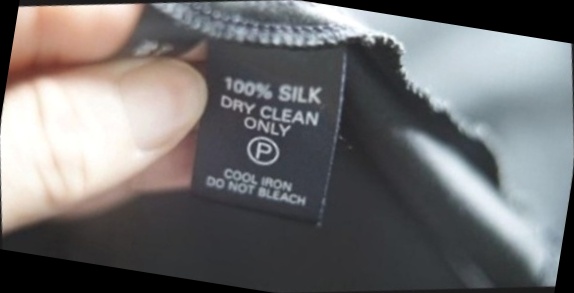 100% SILK
DRY CLEAN
ONLY
P
COOL IRON
DO NOT BLEACH